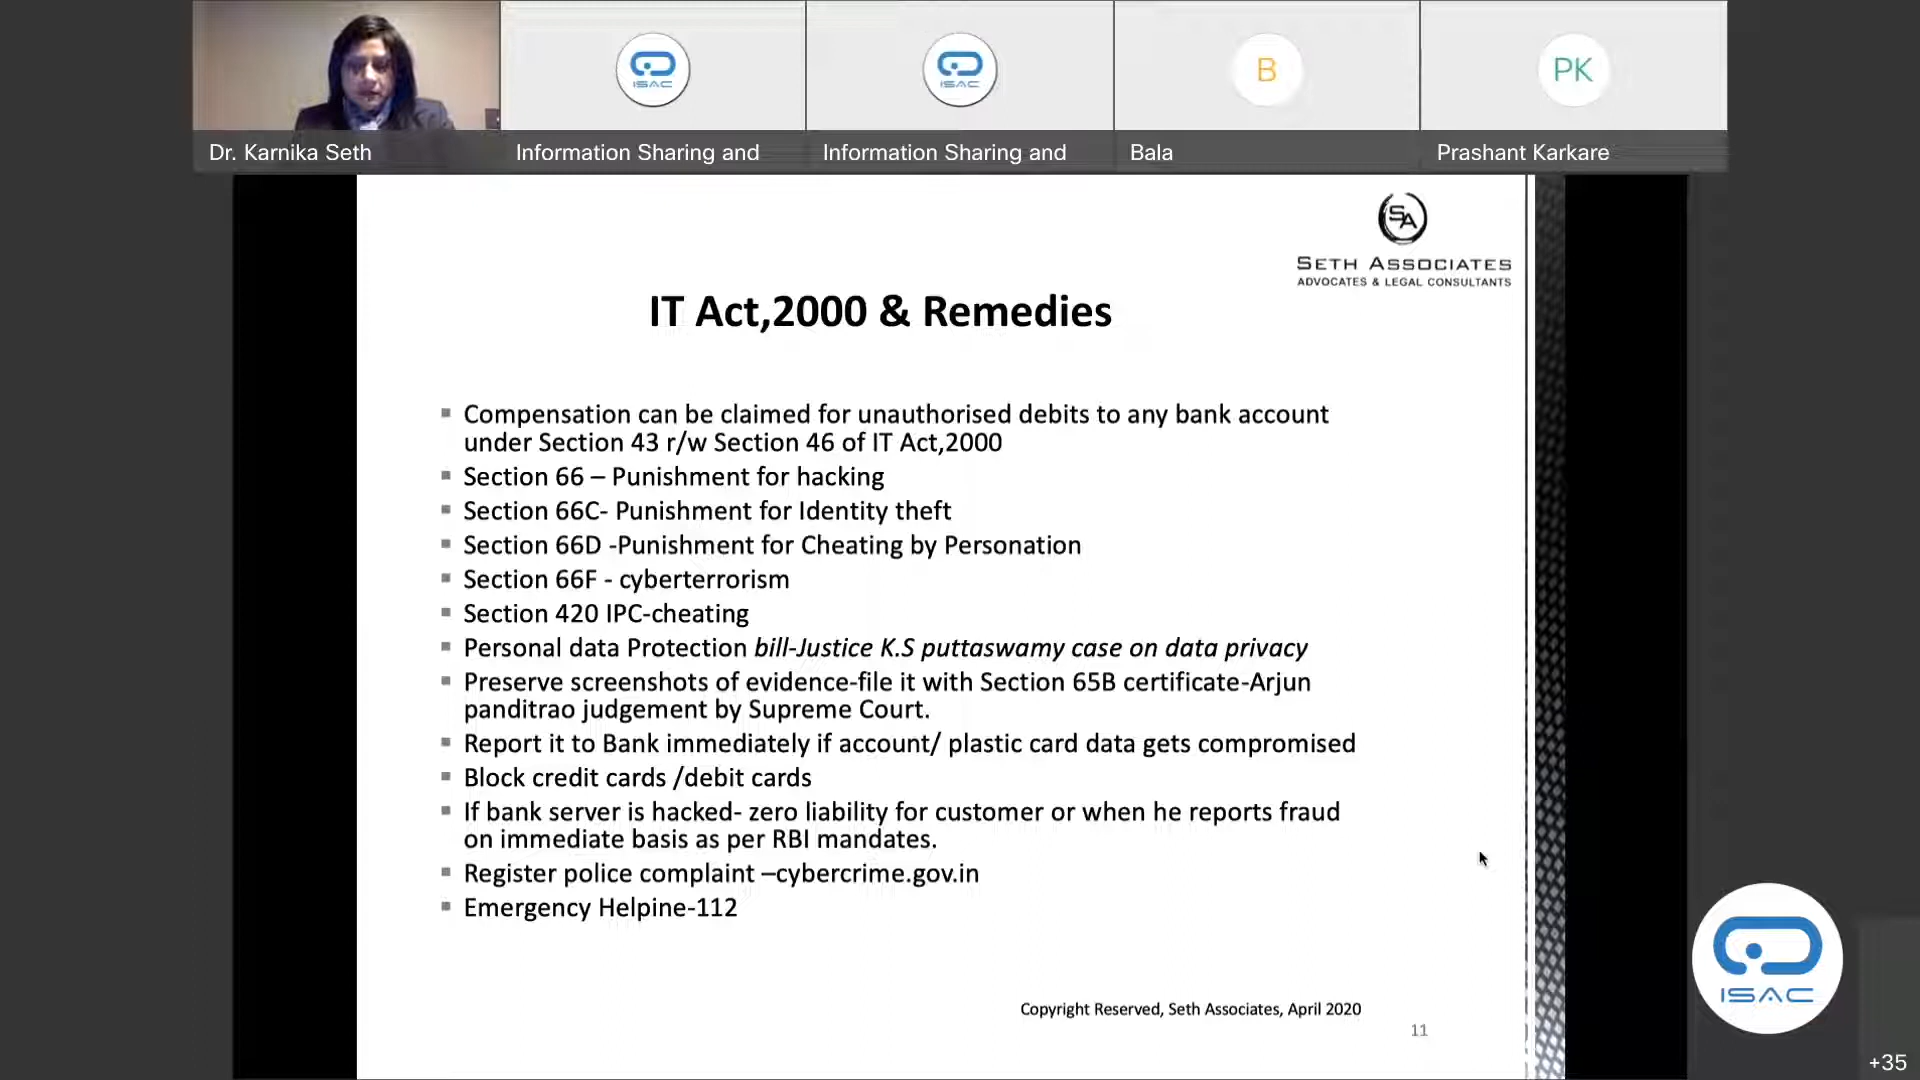 ISAC
ISAC
B
PK
Dr. Karnika Seth
Information Sharing and
Information Sharing and
Bala
Prashant Karkare
SA
SETH ASSOCIATES
ADVOCATES & LEGAL CONSULTANTS
IT Act,2000 & Remedies
Compensation can be claimed for unauthorised debits to any bank account
under Section 43 r/w Section 46 of IT Act,2000
Section 66 – Punishment for hacking
Section 66C- Punishment for Identity theft
Section 66D -Punishment for Cheating by Personation
Section 66F - cyberterrorism
Section 420 IPC-cheating
Personal data Protection bill-Justice K.S puttaswamy case on data privacy
Preserve screenshots of evidence-file it with Section 65B certificate-Arjun
panditrao judgement by Supreme Court.
Report it to Bank immediately if account/ plastic card data gets compromised
Block credit cards /debit cards
If bank server is hacked- zero liability for customer or when he reports fraud
on immediate basis as per RBI mandates.
Register police complaint –cybercrime.gov.in
Emergency Helpine-112
Copyright Reserved, Seth Associates, April 2020
11
ISAC
+35